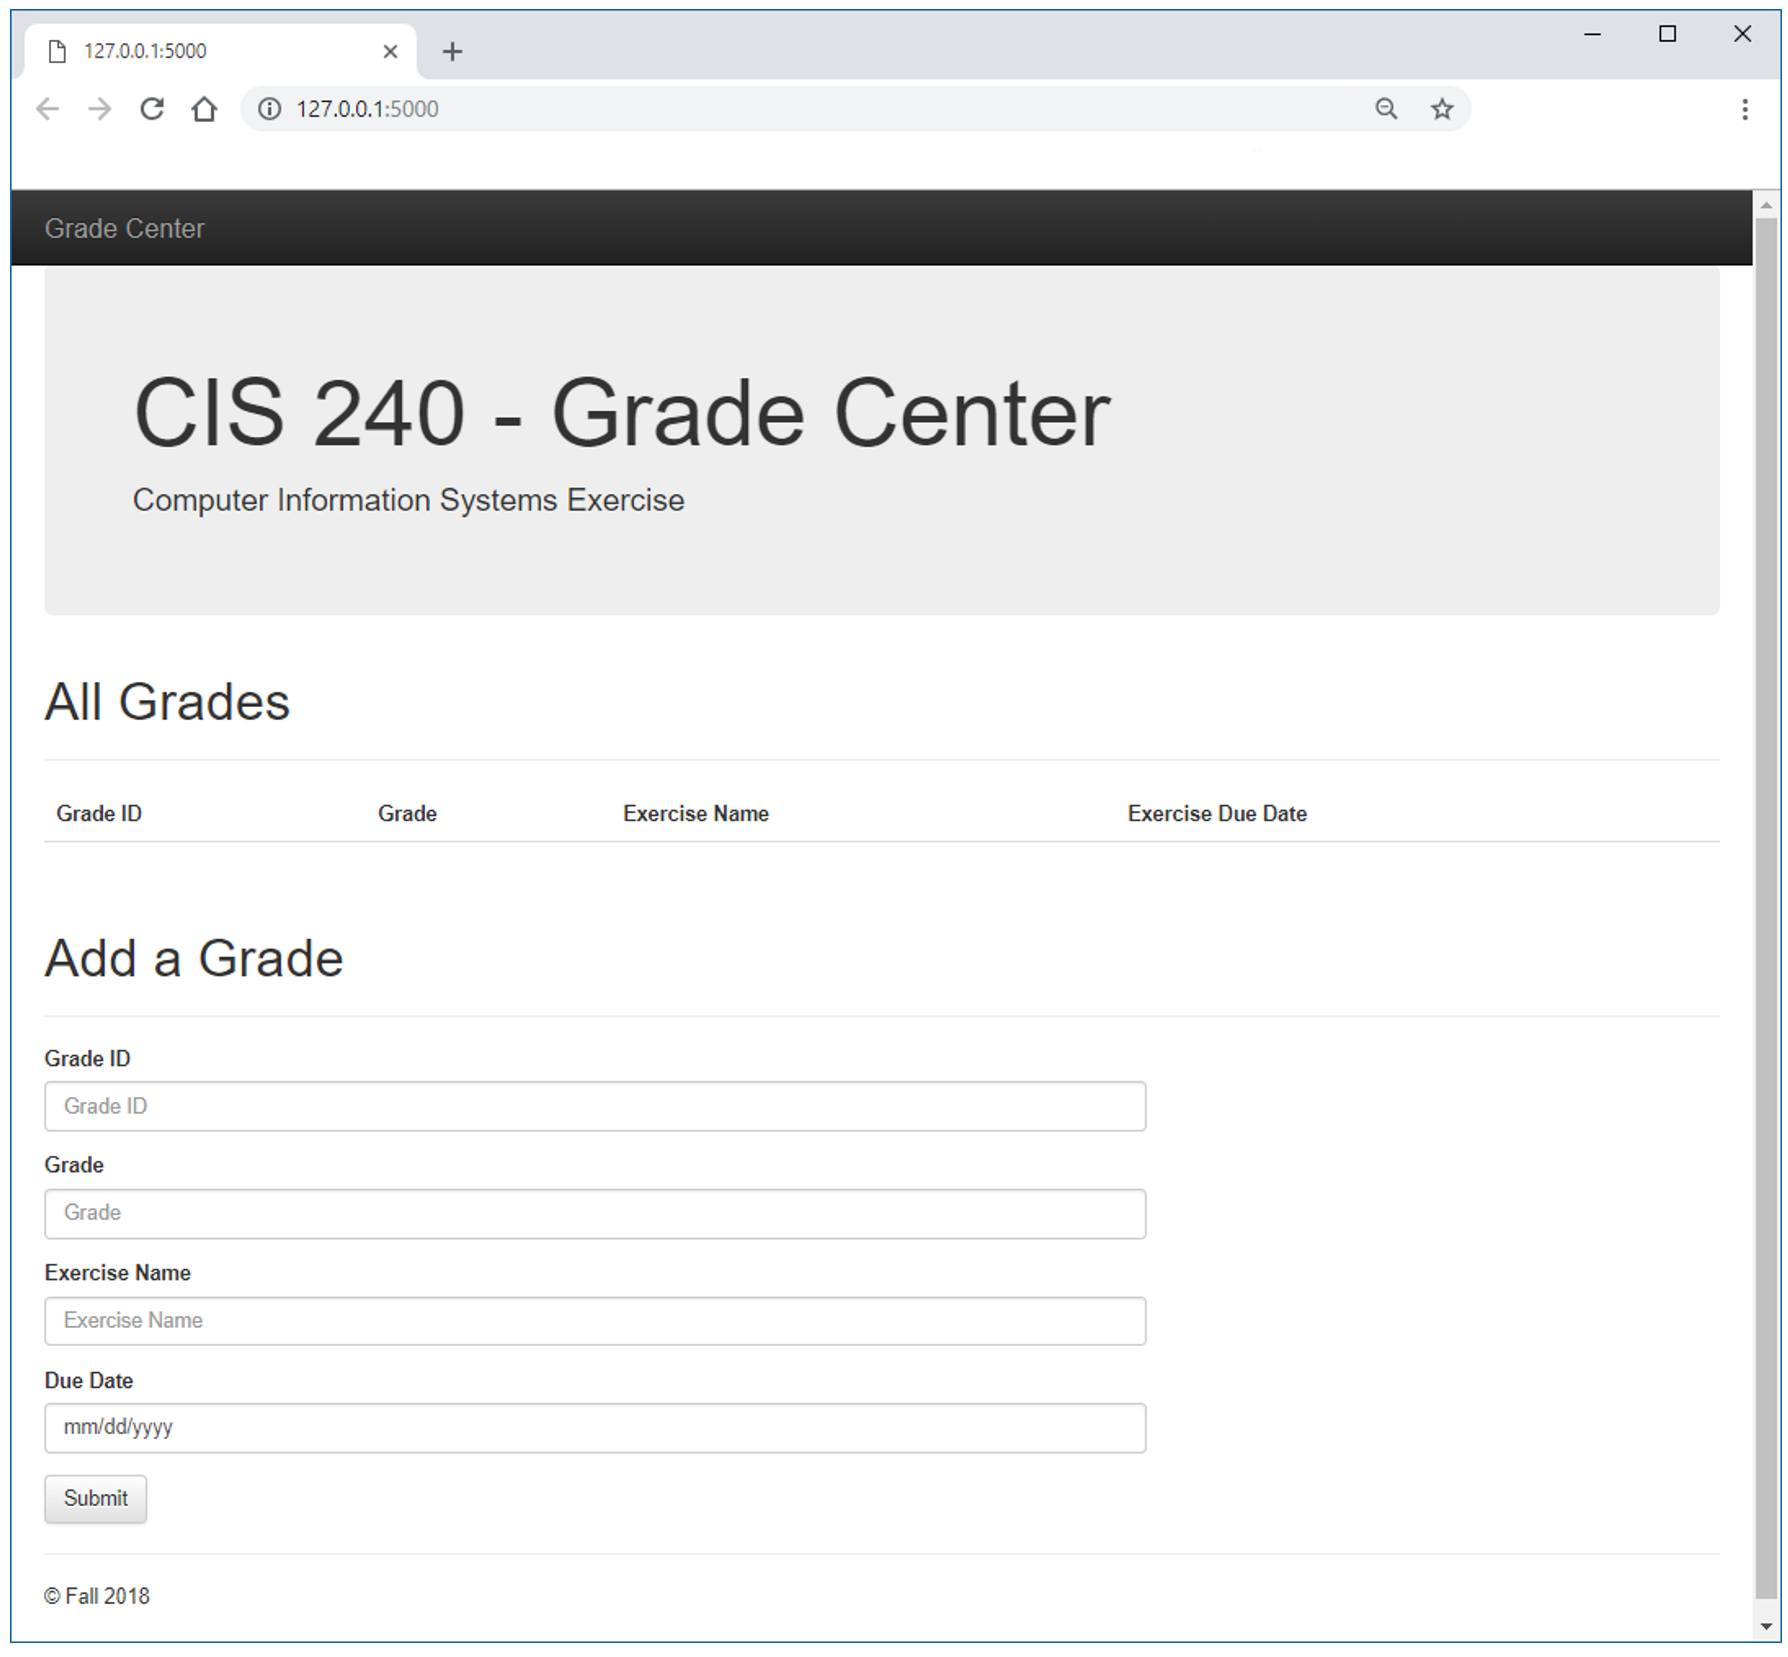 127.0.0.1:5000
127.0.0.1:5000
Grade Center
CIS 240 - Grade Center
Computer Information Systems Exercise
All Grades
Grade ID Grade Exercise Name Exercise Due Date
Add a Grade
Grade ID
Grade ID
Grade
Grade
Exercise Name
Exercise Name
Due Date
mm/dd/yyyy
Submit
© Fall 2018